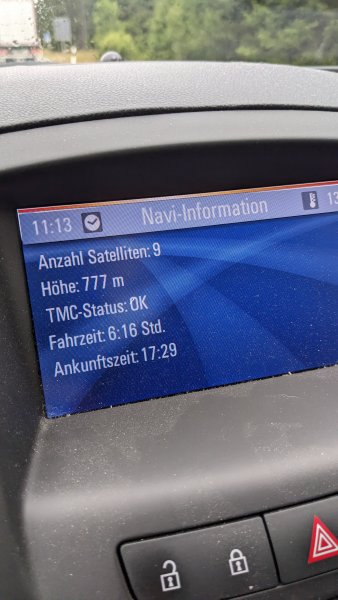 11:13 Navi-Information 13
Anzahl Satelliten: 9
Höhe: 777 m
TMC-Status: OK
Fahrzeit: 6:16 Std.
Ankunftszeit: 17:29